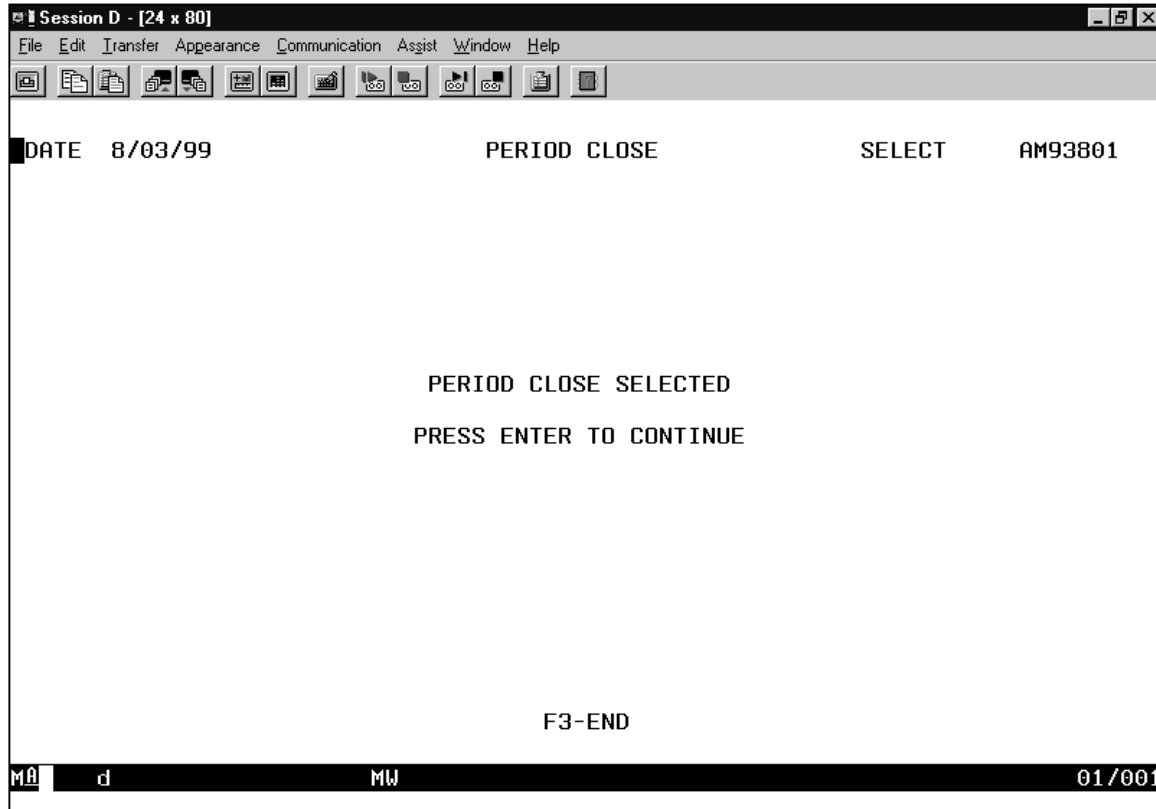 Session D - [24 x 80]
File Edit Transfer Appearance Communication Assist Window Help
DATE 8/03/99 PERIOD CLOSE SELECT AM93801
PERIOD CLOSE SELECTED
PRESS ENTER TO CONTINUE
F3-END
MA d MW 01/001